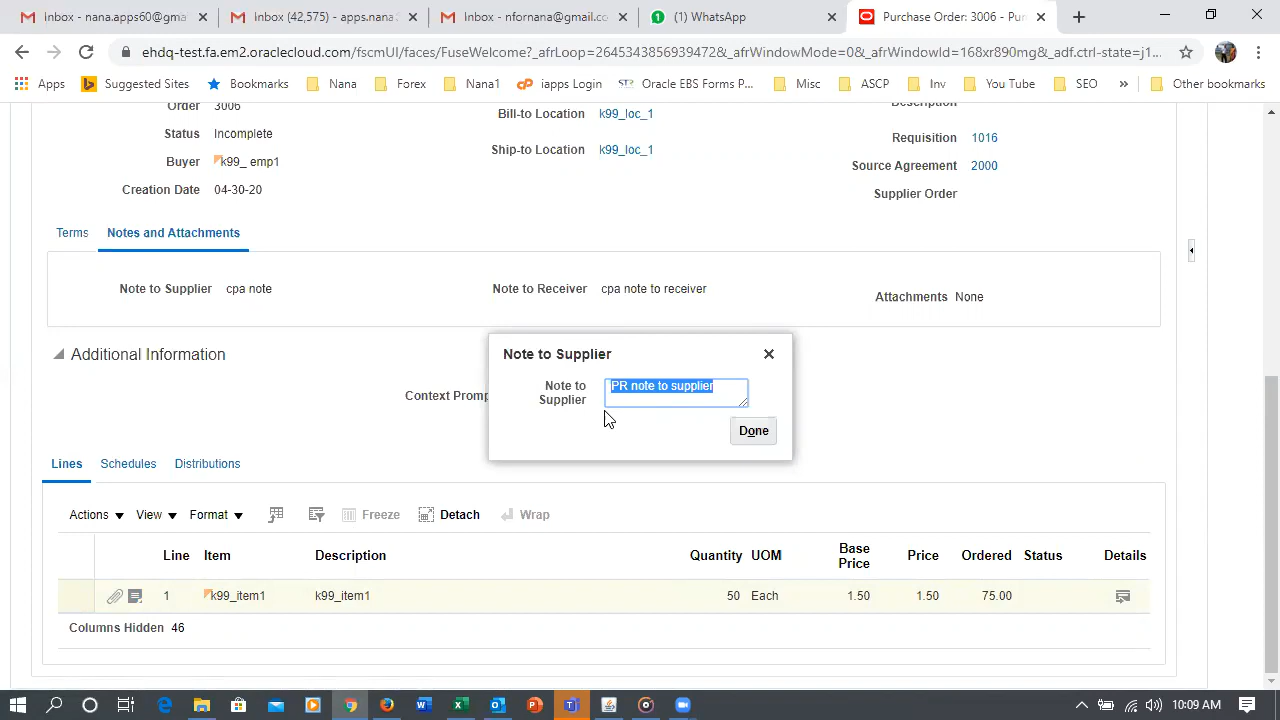 Inbox - nana.apps60@gma
Inbox (42,575) - apps.nana
Inbox - nfornana@gmail.co
(1) WhatsApp
Purchase Order: 3006 - Pur
ehdq-test.fa.em2.oraclecloud.com/fscmUI/faces/FuseWelcome?_afrLoop=2645343856939472&_afrWindowMode=0&_afrWindowId=168xr890mg&_adf.ctrl-state=j1...
Apps
Suggested Sites
Bookmarks
Nana
Forex
Nana1
iapps Login
Oracle EBS Forms P...
Misc
ASCP
Inv
You Tube
SEO
»
Other bookmarks
Order 3006
Status Incomplete
Buyer k99_ emp1
Creation Date 04-30-20
Bill-to Location k99_loc_1
Ship-to Location k99_loc_1
Description
Requisition 1016
Source Agreement 2000
Supplier Order
Terms
Notes and Attachments
Note to Supplier cpa note
Note to Receiver cpa note to receiver
Attachments None
Additional Information
Context Promp
Note to Supplier
Note to
Supplier
PR note to supplier
Done
Lines Schedules Distributions
Actions View Format Freeze Detach Wrap
Line Item Description Quantity UOM Base
Price Price Ordered Status Details
1 k99_item1 k99_item1 50 Each 1.50 1.50 75.00
Columns Hidden 46
10:09 AM